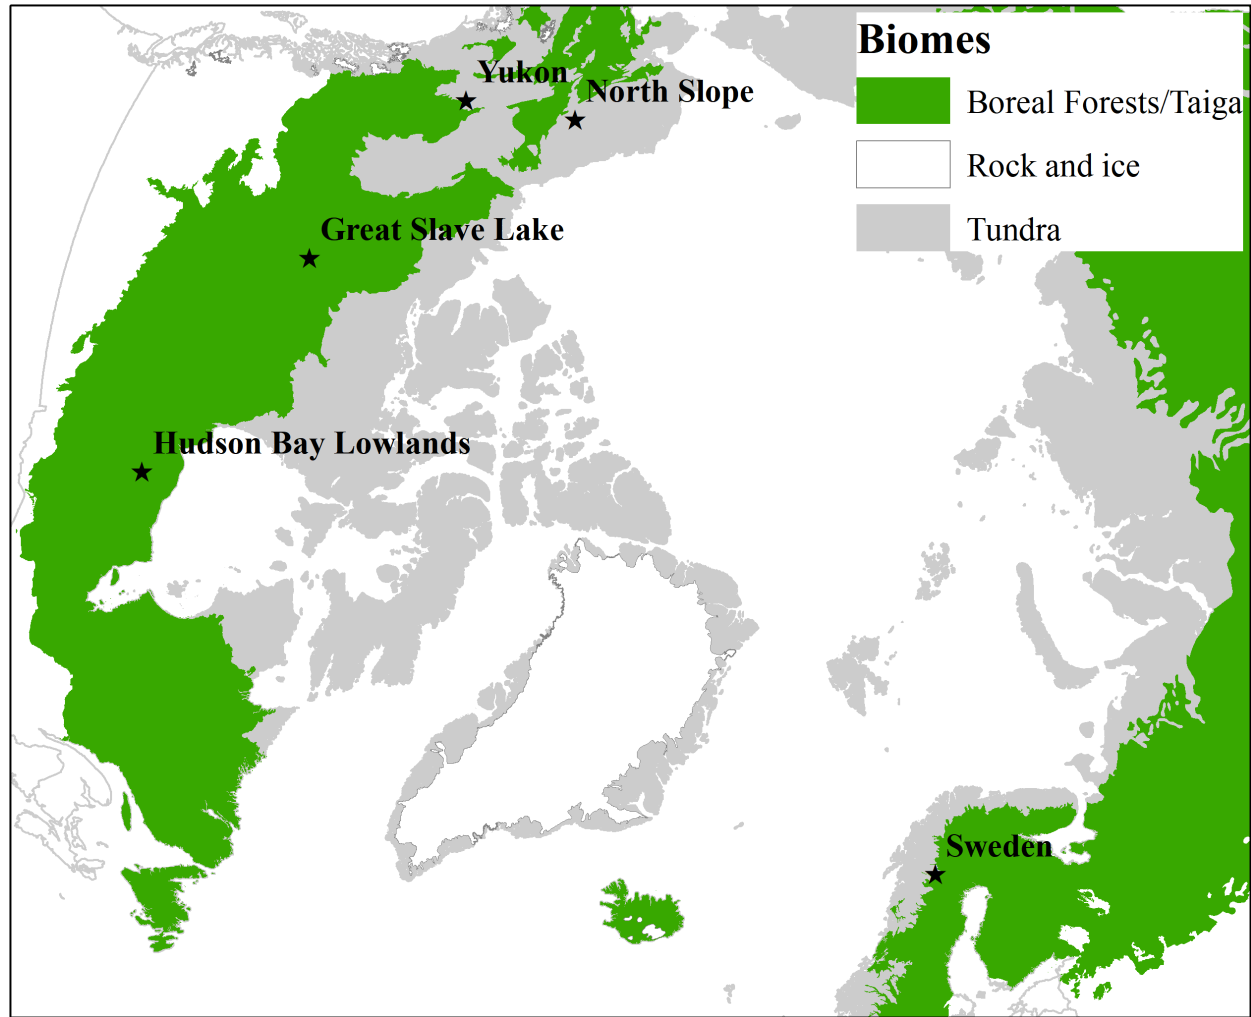 Biomes
Boreal Forests/Taiga
Rock and ice
Tundra
Yukon
North Slope
Great Slave Lake
Hudson Bay Lowlands
Sweden